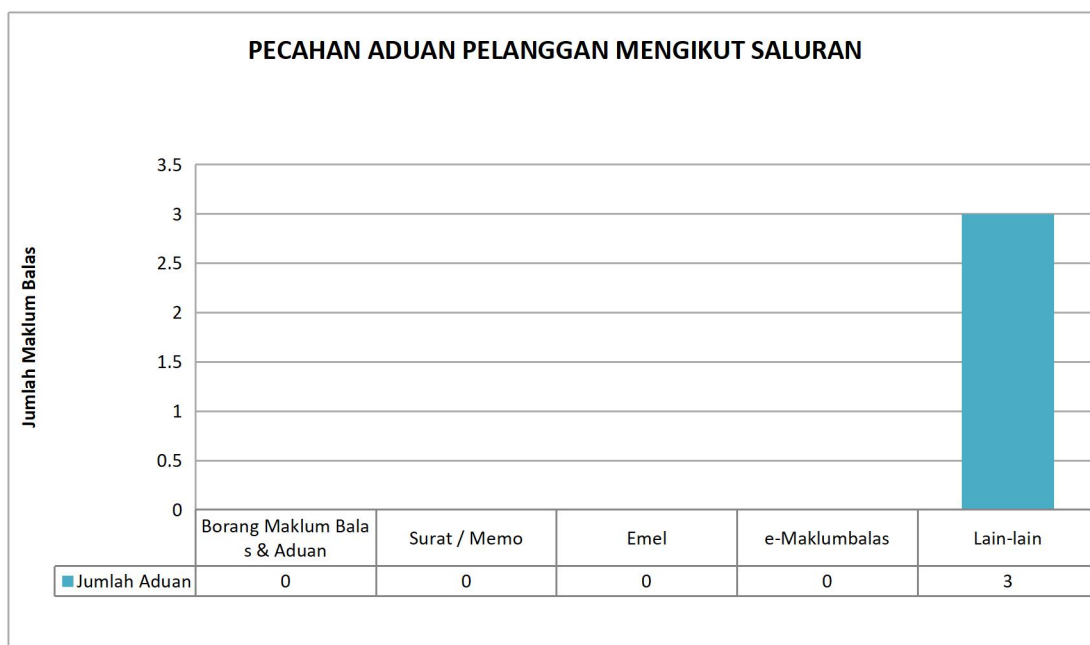 PECAHAN ADUAN PELANGGAN MENGIKUT SALURAN
Jumlah Maklum Balas
3.5
3
2.5
2
1.5
1
0.5
0
Borang Maklum Bala
s & Aduan
Surat / Memo
Emel
e-Maklumbalas
Lain-lain
Jumlah Aduan 0 0 0 0 3